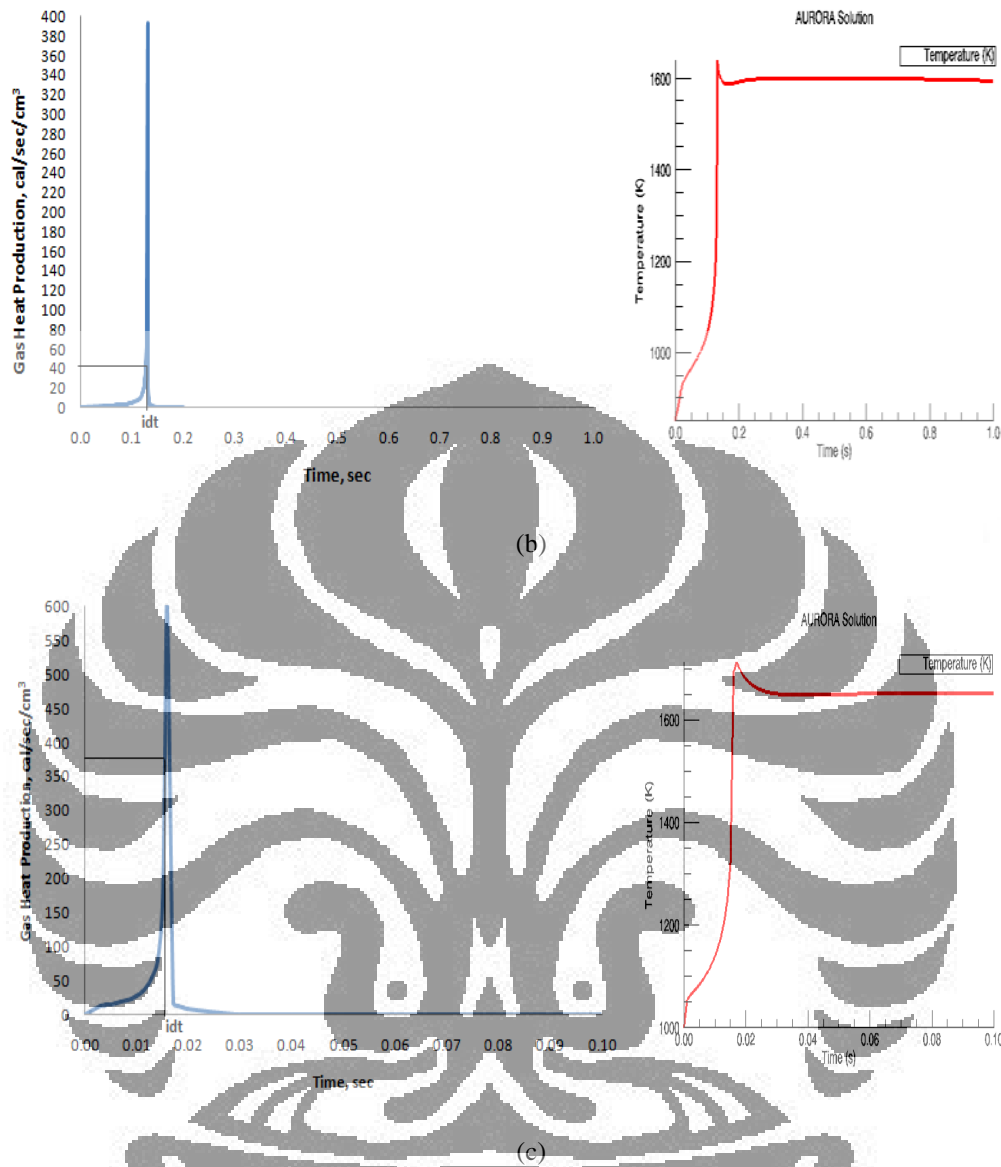 Gas Heat Production, cal/sec/cm³
400
380
360
340
320
300
280
260
240
220
200
180
160
140
120
100
80
60
40
20
0
idt
0.0 0.1 0.2 0.3 0.4 0.5 0.6 0.7 0.8 0.9 1.0
Time, sec
AURORA Solution
Temperature (K)
Temperature (K)
1600
1400
1200
1000
0.0 0.2 0.4 0.6 0.8 1.0
Time (s)
(b)
Gas Heat Production, cal/sec/cm³
600
550
500
450
400
350
300
250
200
150
100
50
0
idt
0.00 0.01 0.02 0.03 0.04 0.05 0.06 0.07 0.08 0.09 0.10
Time, sec
AURORA Solution
Temperature (K)
Temperature (K)
1600
1400
1200
1000
0.00 0.02 0.04 0.06 0.08 0.10
Time (s)
(c)